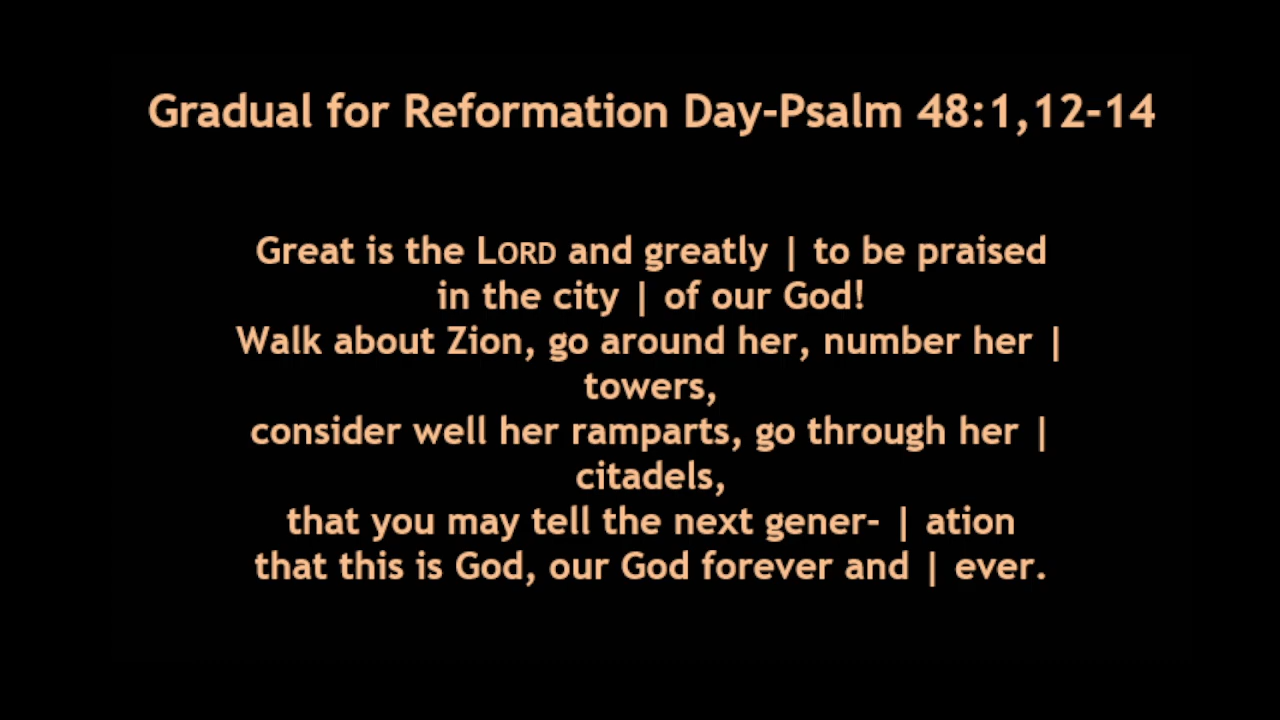 Gradual for Reformation Day-Psalm 48:1,12-14
Great is the LORD and greatly | to be praised
in the city | of our God!
Walk about Zion, go around her, number her |
towers,
consider well her ramparts, go through her |
citadels,
that you may tell the next gener- | ation
that this is God, our God forever and | ever.